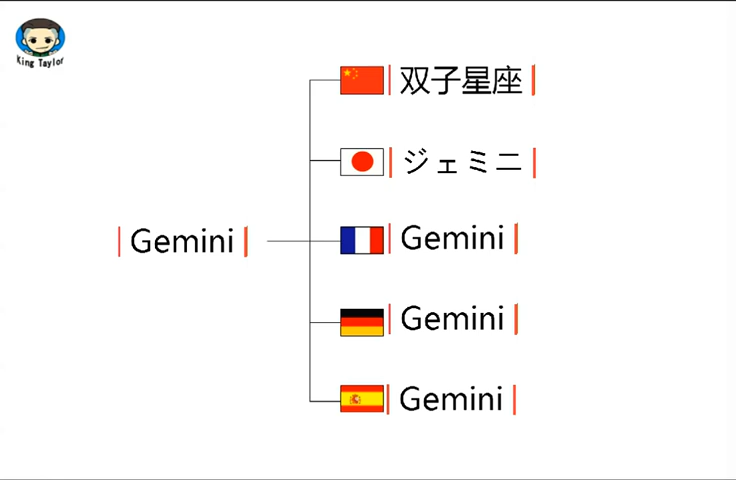 King Taylor
双子星座
ジェミニ
Gemini
Gemini
Gemini
Gemini